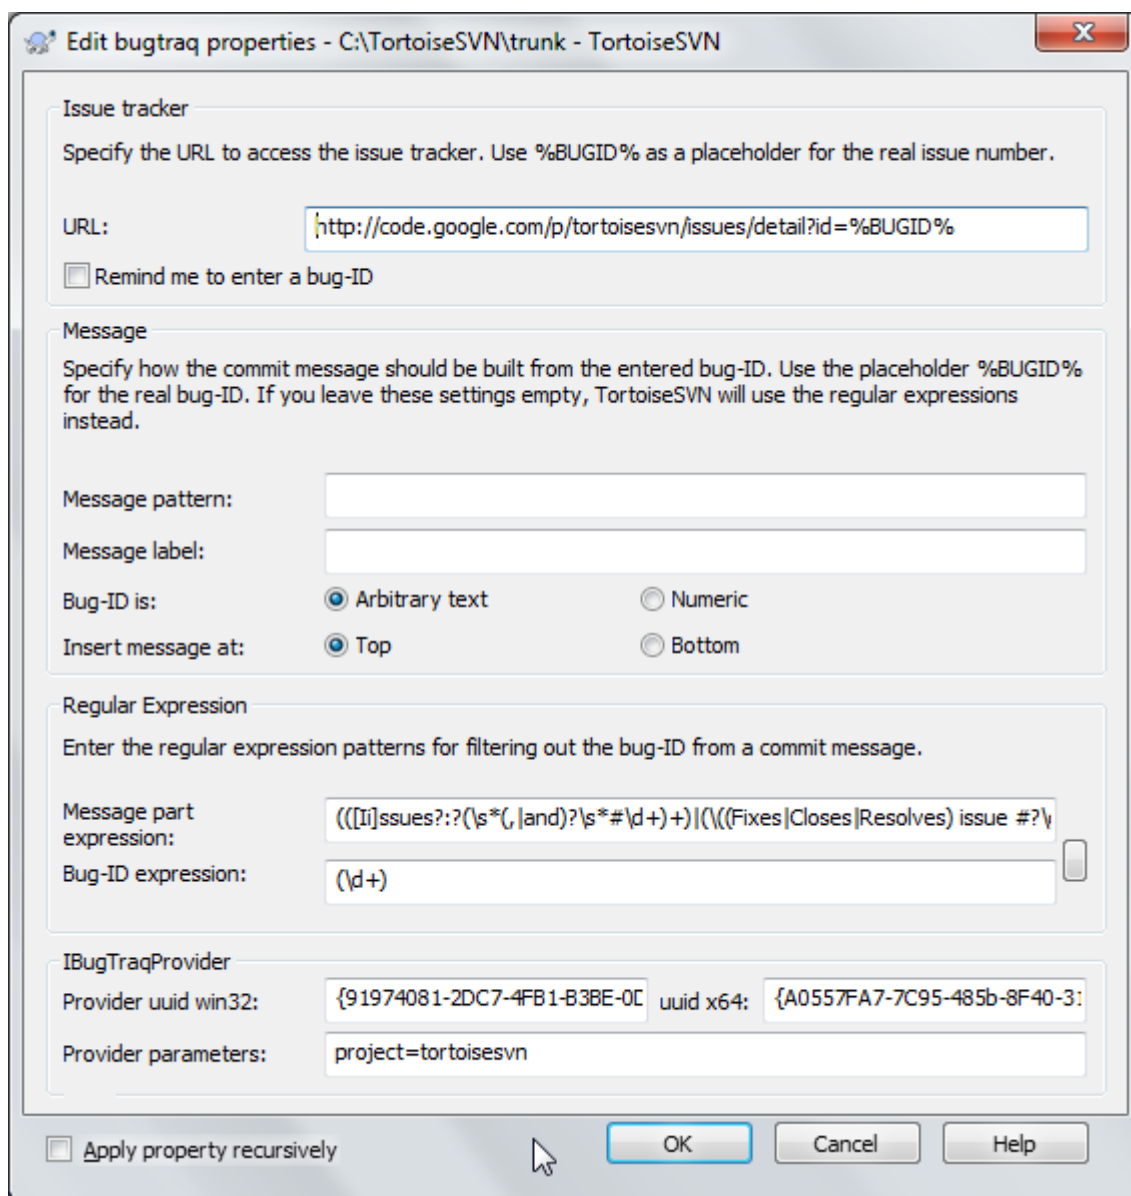 Edit bugtraq properties - C:\TortoiseSVN\trunk - TortoiseSVN
Issue tracker
Specify the URL to access the issue tracker. Use %BUGID% as a placeholder for the real issue number.
URL: http://code.google.com/p/tortoisesvn/issues/detail?id=%BUGID%
Remind me to enter a bug-ID
Message
Specify how the commit message should be built from the entered bug-ID. Use the placeholder %BUGID%
for the real bug-ID. If you leave these settings empty, TortoiseSVN will use the regular expressions
instead.
Message pattern:
Message label:
Bug-ID is: Arbitrary text Numeric
Insert message at: Top Bottom
Regular Expression
Enter the regular expression patterns for filtering out the bug-ID from a commit message.
Message part
expression: (([Ii]ssues?:?(\s*(,|and)?\s*#\d+)+)|(\((Fixes|Closes|Resolves) issue #?\
Bug-ID expression: (\d+)
IBugTraqProvider
Provider uuid win32: {91974081-2DC7-4FB1-B3BE-0D uuid x64: {A0557FA7-7C95-485b-8F40-31
Provider parameters: project=tortoisesvn
Apply property recursively OK Cancel Help